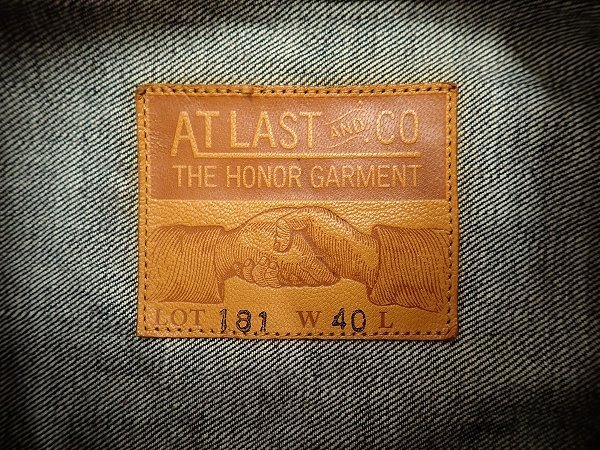 AT LAST AND CO
THE HONOR GARMENT
LOT 181 W 40 L